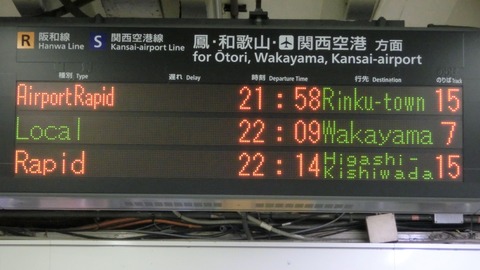 R 阪和線 S 関西空港線 鳳・和歌山・関西空港 方面
Hanwa Line Kansai-airport Line for Ōtori, Wakayama, Kansai-airport
種別 Type 遅れ Delay 時刻 Departure Time 行先 Destination のりば Track
AirportRapid 21:58 Rinku-town 15
Local 22:09 Wakayama 7
Rapid 22:14 Higashi-
Kishiwada 15